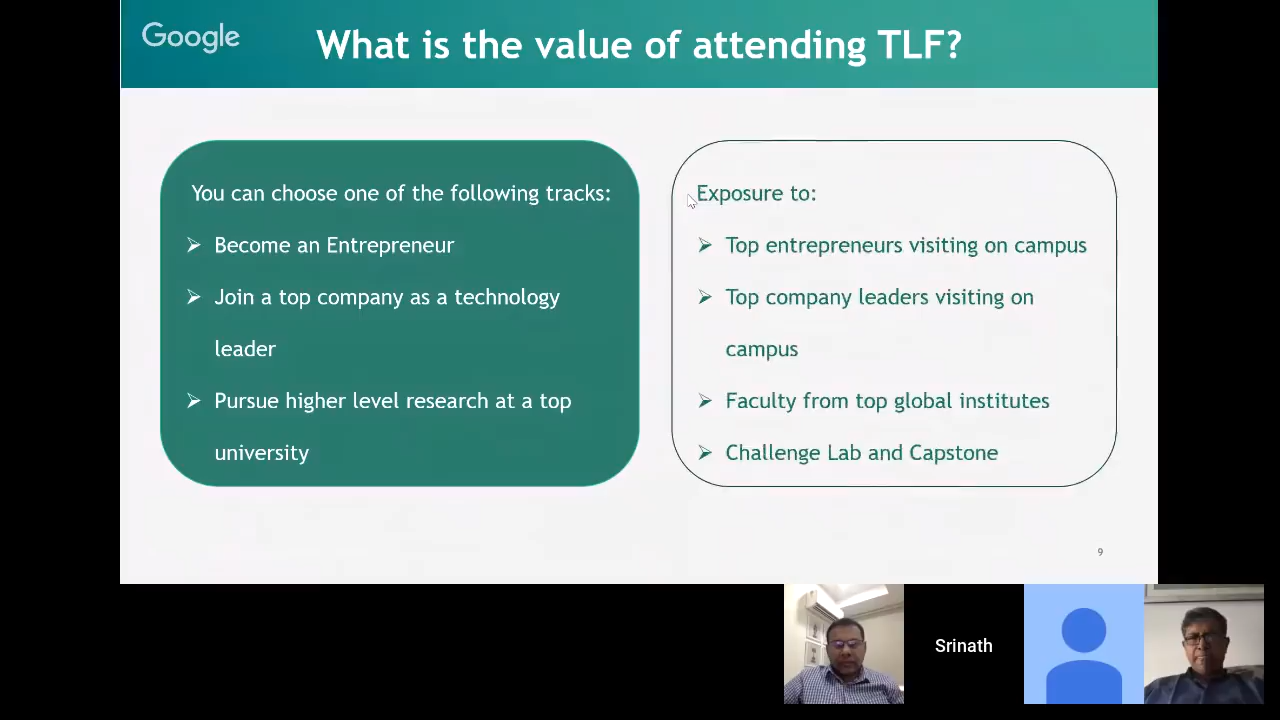 Google
What is the value of attending TLF?
You can choose one of the following tracks:
➢ Become an Entrepreneur
➢ Join a top company as a technology
leader
➢ Pursue higher level research at a top
university
Exposure to:
➢ Top entrepreneurs visiting on campus
➢ Top company leaders visiting on
campus
➢ Faculty from top global institutes
➢ Challenge Lab and Capstone
9
Srinath